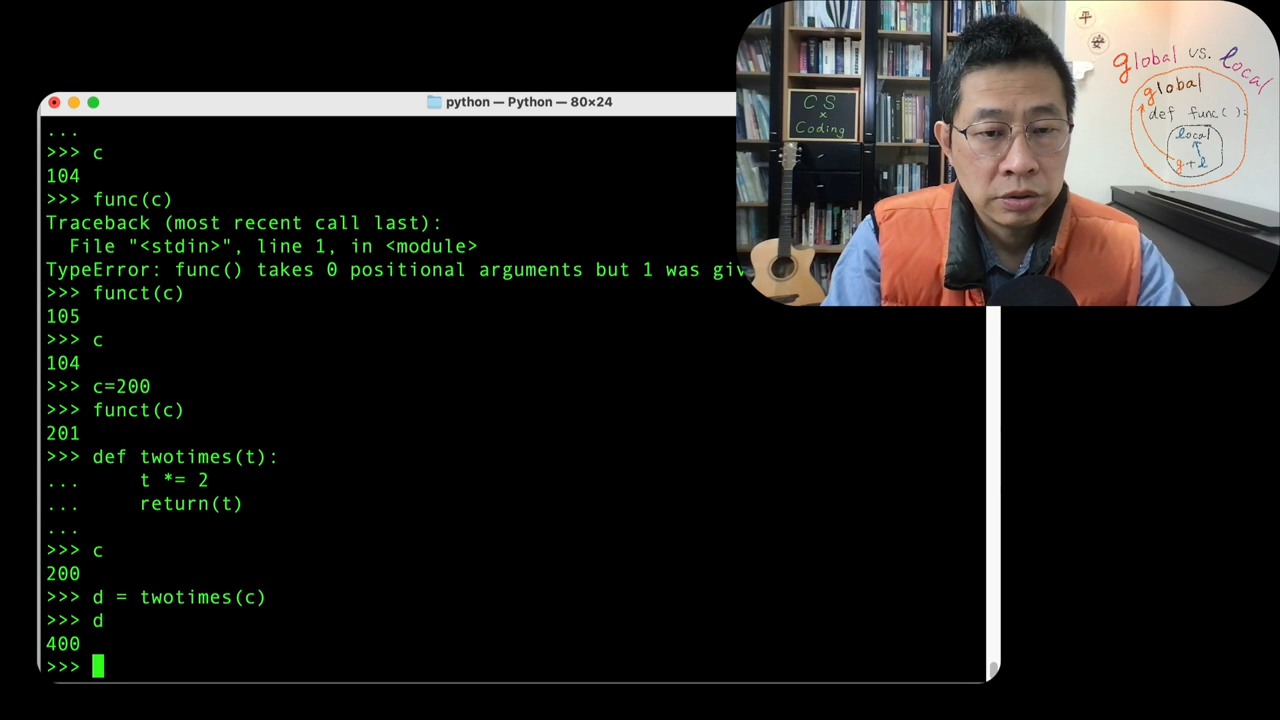 python — Python — 80×24
...
>>> c
104
>>> func(c)
Traceback (most recent call last):
  File "<stdin>", line 1, in <module>
TypeError: func() takes 0 positional arguments but 1 was giv
>>> funct(c)
105
>>> c
104
>>> c=200
>>> funct(c)
201
>>> def twotimes(t):
...     t *= 2
...     return(t)
...
>>> c
200
>>> d = twotimes(c)
>>> d
400
>>>
CS
×
Coding
平
安
global vs. local
global
def func():
local
g+l